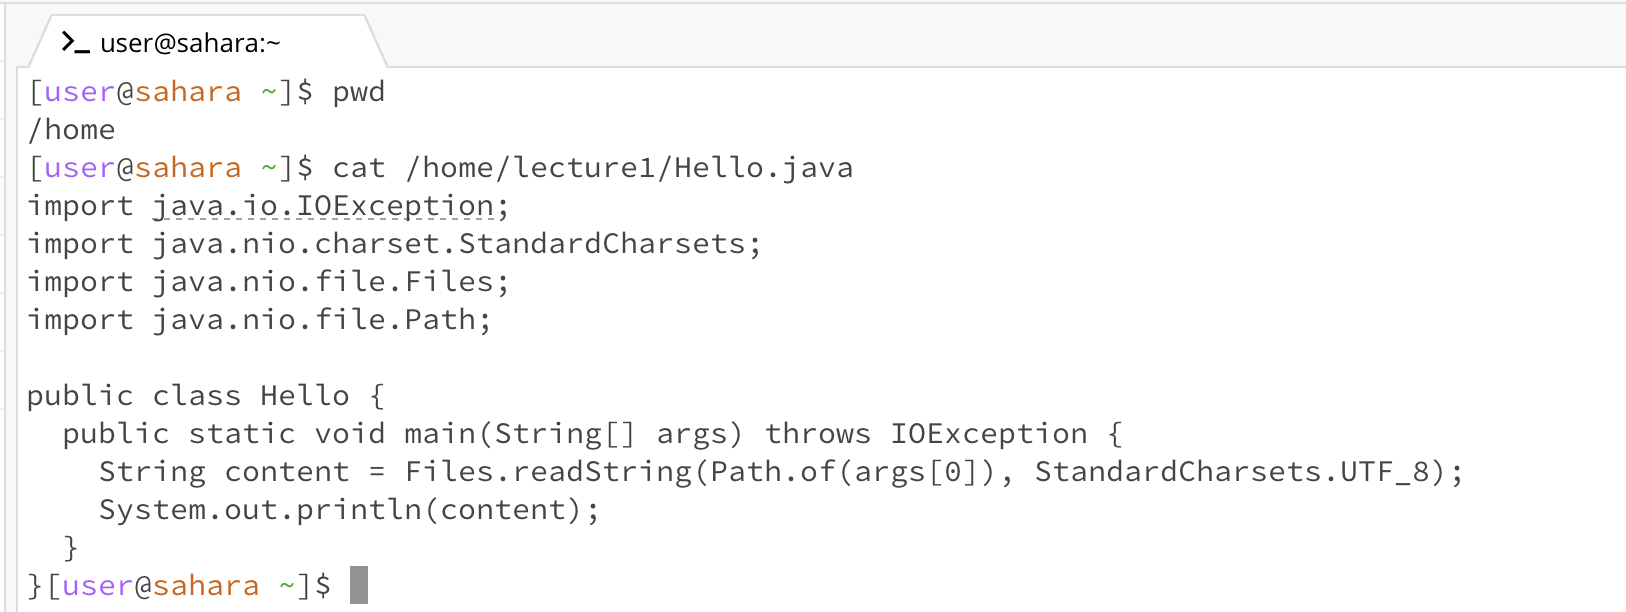 >_ user@sahara:~
[user@sahara ~]$ pwd
/home
[user@sahara ~]$ cat /home/lecture1/Hello.java
import java.io.IOException;
import java.nio.charset.StandardCharsets;
import java.nio.file.Files;
import java.nio.file.Path;

public class Hello {
  public static void main(String[] args) throws IOException {
    String content = Files.readString(Path.of(args[0]), StandardCharsets.UTF_8);
    System.out.println(content);
  }
}[user@sahara ~]$